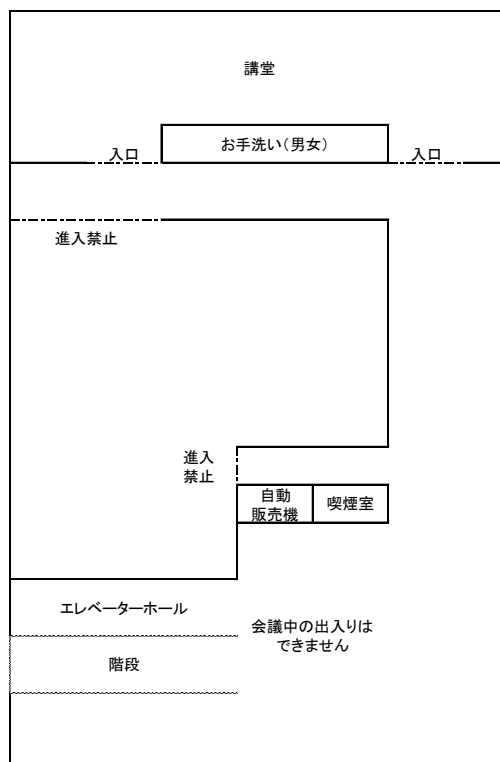 講堂
お手洗い(男女)
入口
入口
進入禁止
進入
禁止
自動
販売機
喫煙室
エレベーターホール
会議中の出入りは
できません
階段